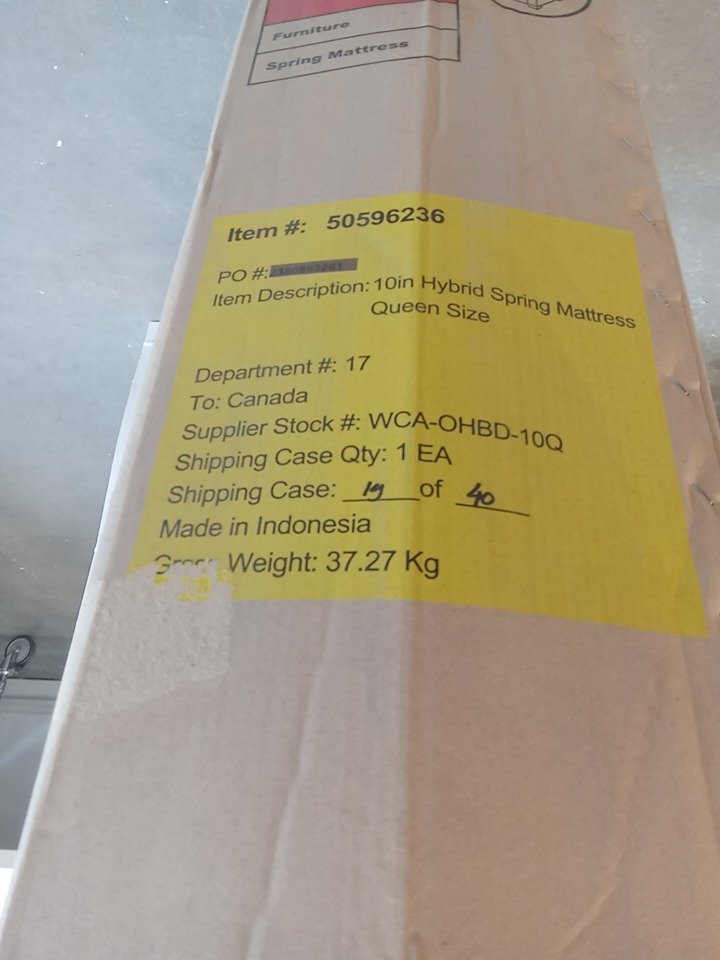 Furniture
Spring Mattress
Item #: 50596236
PO #:
Item Description: 10in Hybrid Spring Mattress
Queen Size
Department #: 17
To: Canada
Supplier Stock #: WCA-OHBD-10Q
Shipping Case Qty: 1 EA
Shipping Case: 19 of 40
Made in Indonesia
Gross Weight: 37.27 Kg